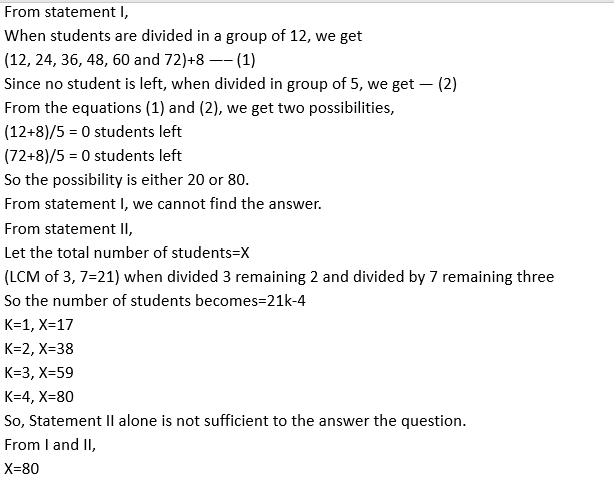 From statement I,
When students are divided in a group of 12, we get
(12, 24, 36, 48, 60 and 72)+8 —– (1)
Since no student is left, when divided in group of 5, we get — (2)
From the equations (1) and (2), we get two possibilities,
(12+8)/5 = 0 students left
(72+8)/5 = 0 students left
So the possibility is either 20 or 80.
From statement I, we cannot find the answer.
From statement II,
Let the total number of students=X
(LCM of 3, 7=21) when divided 3 remaining 2 and divided by 7 remaining three
So the number of students becomes=21k-4
K=1, X=17
K=2, X=38
K=3, X=59
K=4, X=80
So, Statement II alone is not sufficient to the answer the question.
From I and II,
X=80